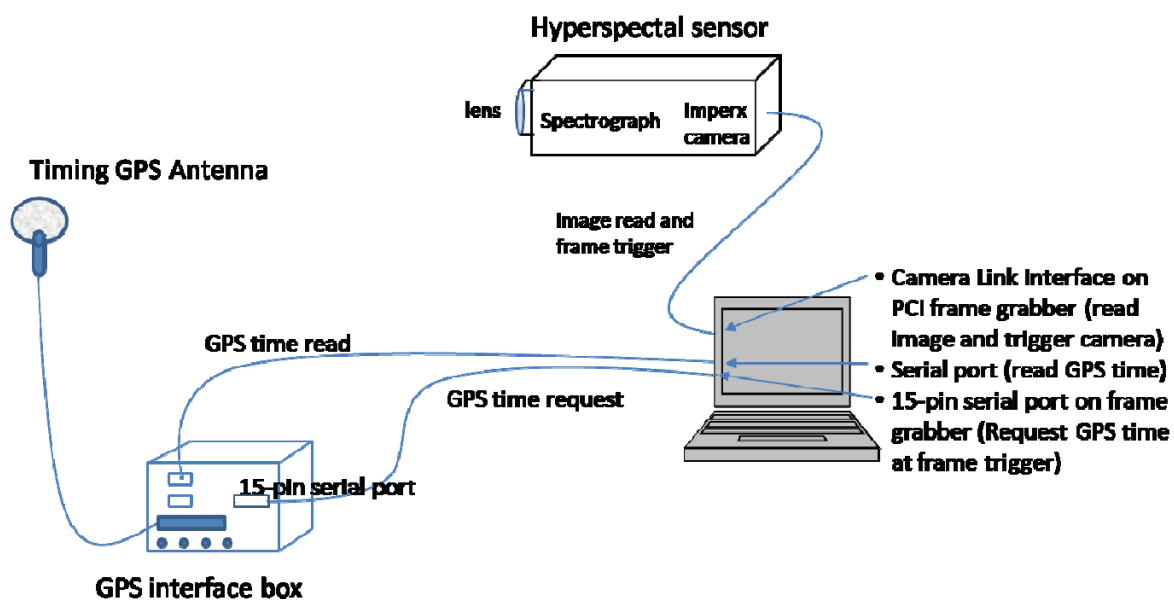 Hyperspectal sensor
lens
Spectrograph
Imperx
camera
Timing GPS Antenna
Image read and
frame trigger
• Camera Link Interface on
PCI frame grabber (read
Image and trigger camera)
• Serial port (read GPS time)
• 15-pin serial port on frame
grabber (Request GPS time
at frame trigger)
GPS time read
GPS time request
15-pin serial port
GPS interface box